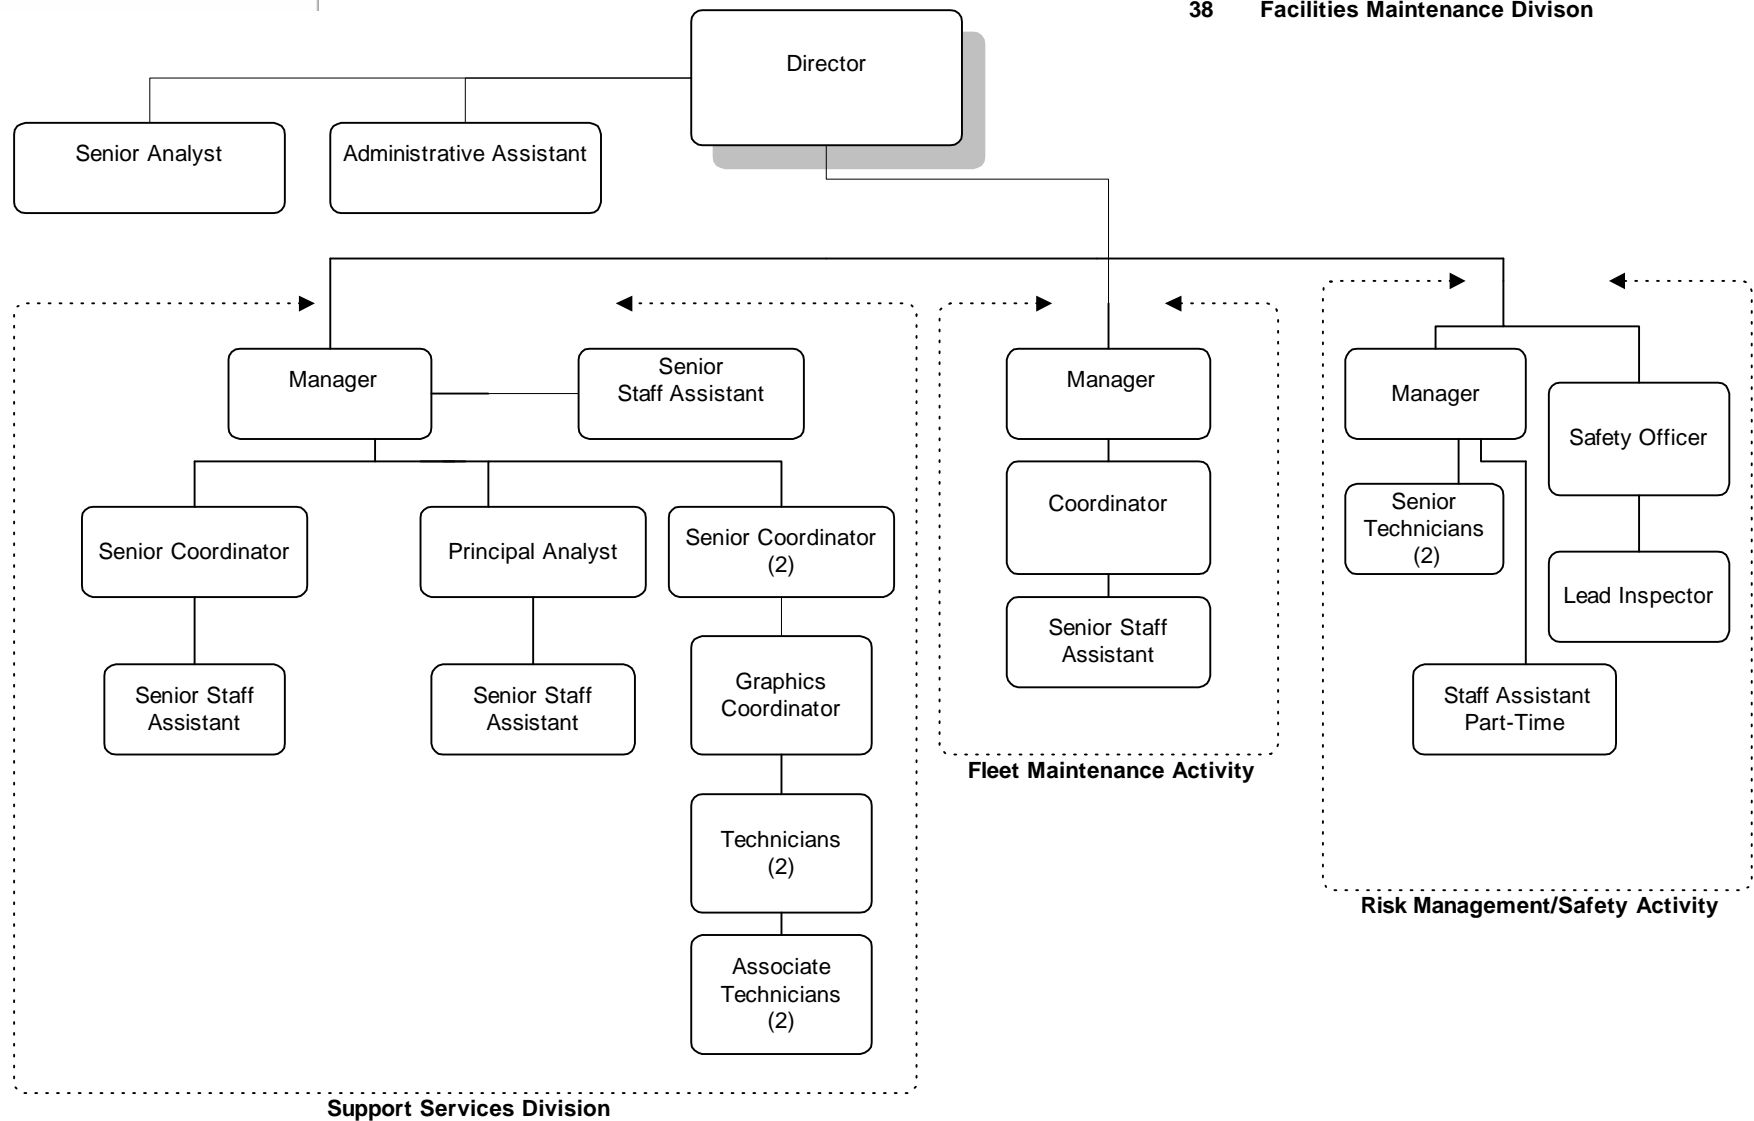 38 Facilities Maintenance Divison
Director
Senior Analyst
Administrative Assistant
Manager
Senior
Staff Assistant
Senior Coordinator
Principal Analyst
Senior Coordinator
(2)
Senior Staff
Assistant
Senior Staff
Assistant
Graphics
Coordinator
Technicians
(2)
Associate
Technicians
(2)
Support Services Division
Manager
Coordinator
Senior Staff
Assistant
Fleet Maintenance Activity
Manager
Safety Officer
Senior
Technicians
(2)
Lead Inspector
Staff Assistant
Part-Time
Risk Management/Safety Activity